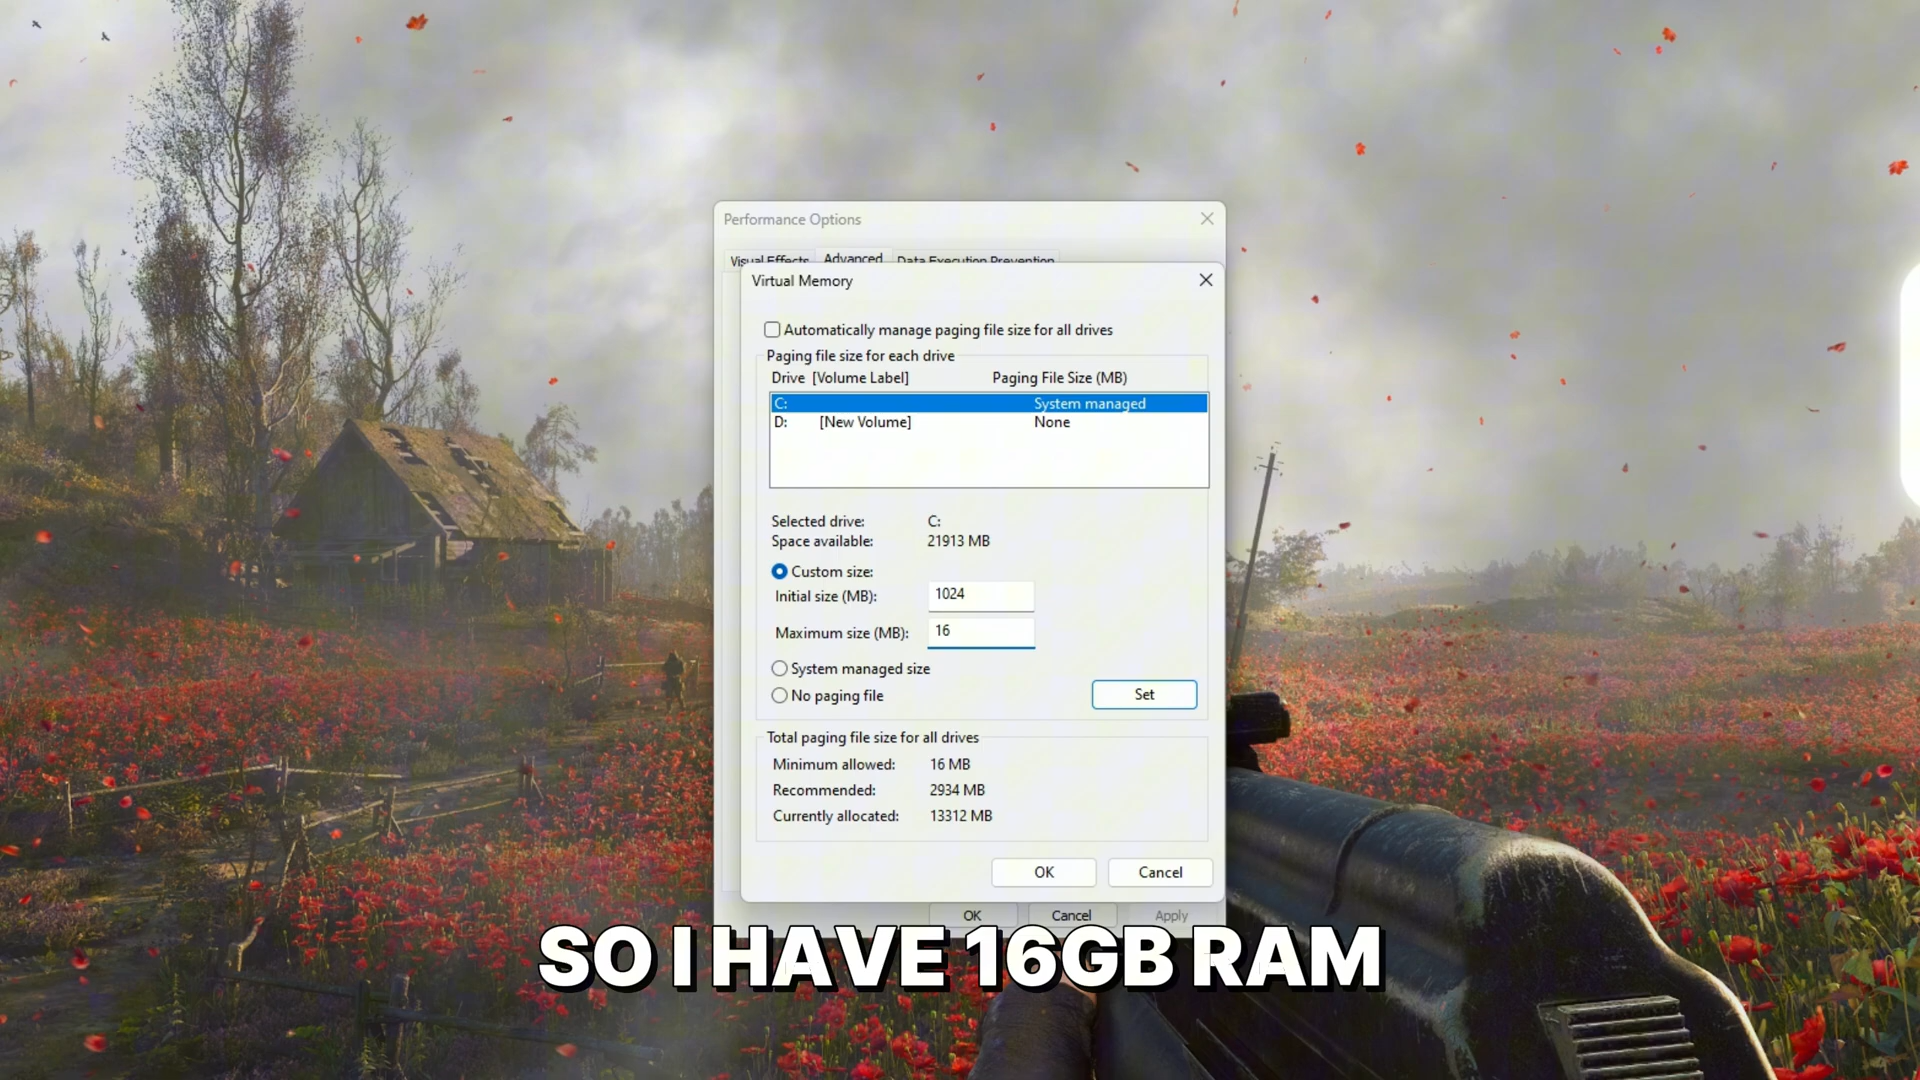 Performance Options
Visual Effects Advanced Data Execution Prevention
Virtual Memory
Automatically manage paging file size for all drives
Paging file size for each drive
Drive [Volume Label] Paging File Size (MB)
C: System managed
D: [New Volume] None
Selected drive: C:
Space available: 21913 MB
Custom size:
Initial size (MB): 1024
Maximum size (MB): 16
System managed size
No paging file Set
Total paging file size for all drives
Minimum allowed: 16 MB
Recommended: 2934 MB
Currently allocated: 13312 MB
OK Cancel
OK Cancel Apply
SO I HAVE 16GB RAM